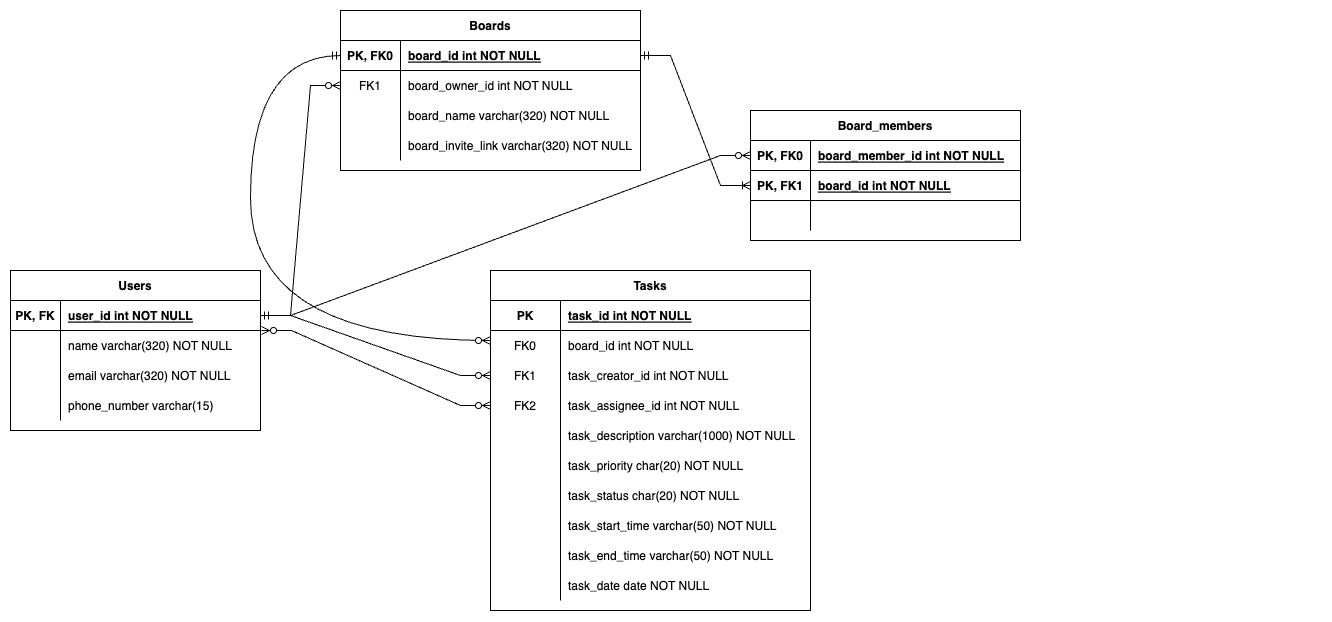 Boards
PK, FK0 board_id int NOT NULL
FK1 board_owner_id int NOT NULL
board_name varchar(320) NOT NULL
board_invite_link varchar(320) NOT NULL
Board_members
PK, FK0 board_member_id int NOT NULL
PK, FK1 board_id int NOT NULL
Users
PK, FK user_id int NOT NULL
name varchar(320) NOT NULL
email varchar(320) NOT NULL
phone_number varchar(15)
Tasks
PK task_id int NOT NULL
FK0 board_id int NOT NULL
FK1 task_creator_id int NOT NULL
FK2 task_assignee_id int NOT NULL
task_description varchar(1000) NOT NULL
task_priority char(20) NOT NULL
task_status char(20) NOT NULL
task_start_time varchar(50) NOT NULL
task_end_time varchar(50) NOT NULL
task_date date NOT NULL